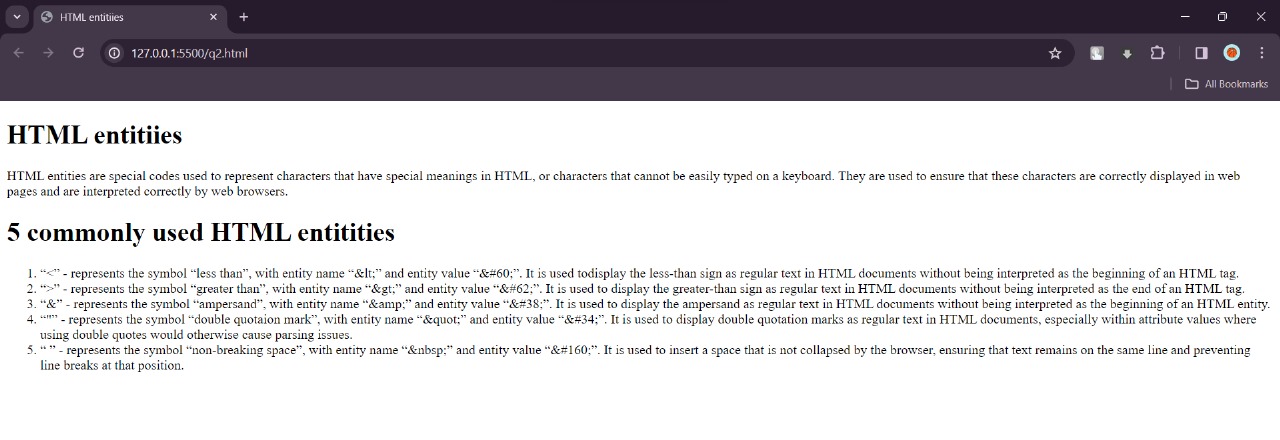 HTML entitiies
127.0.0.1:5500/q2.html
All Bookmarks
HTML entitiies
HTML entities are special codes used to represent characters that have special meanings in HTML, or characters that cannot be easily typed on a keyboard. They are used to ensure that these characters are correctly displayed in web
pages and are interpreted correctly by web browsers.
5 commonly used HTML entitities
1. “<” - represents the symbol “less than”, with entity name “&lt;” and entity value “&#60;”. It is used todisplay the less-than sign as regular text in HTML documents without being interpreted as the beginning of an HTML tag.
2. “>” - represents the symbol “greater than”, with entity name “&gt;” and entity value “&#62;”. It is used to display the greater-than sign as regular text in HTML documents without being interpreted as the end of an HTML tag.
3. “&” - represents the symbol “ampersand”, with entity name “&amp;” and entity value “&#38;”. It is used to display the ampersand as regular text in HTML documents without being interpreted as the beginning of an HTML entity.
4. “"” - represents the symbol “double quotaion mark”, with entity name “&quot;” and entity value “&#34;”. It is used to display double quotation marks as regular text in HTML documents, especially within attribute values where
using double quotes would otherwise cause parsing issues.
5. “ ” - represents the symbol “non-breaking space”, with entity name “&nbsp;” and entity value “&#160;”. It is used to insert a space that is not collapsed by the browser, ensuring that text remains on the same line and preventing
line breaks at that position.